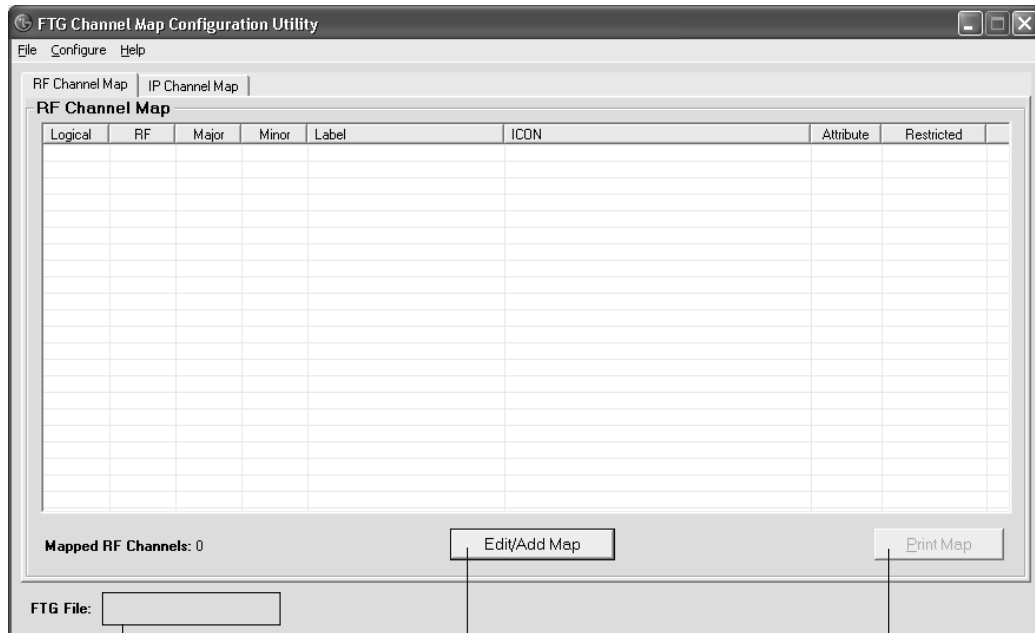 FTG Channel Map Configuration Utility
File Configure Help
RF Channel Map IP Channel Map
RF Channel Map
Logical RF Major Minor Label ICON Attribute Restricted
Mapped RF Channels: 0 Edit/Add Map Print Map
FTG File: